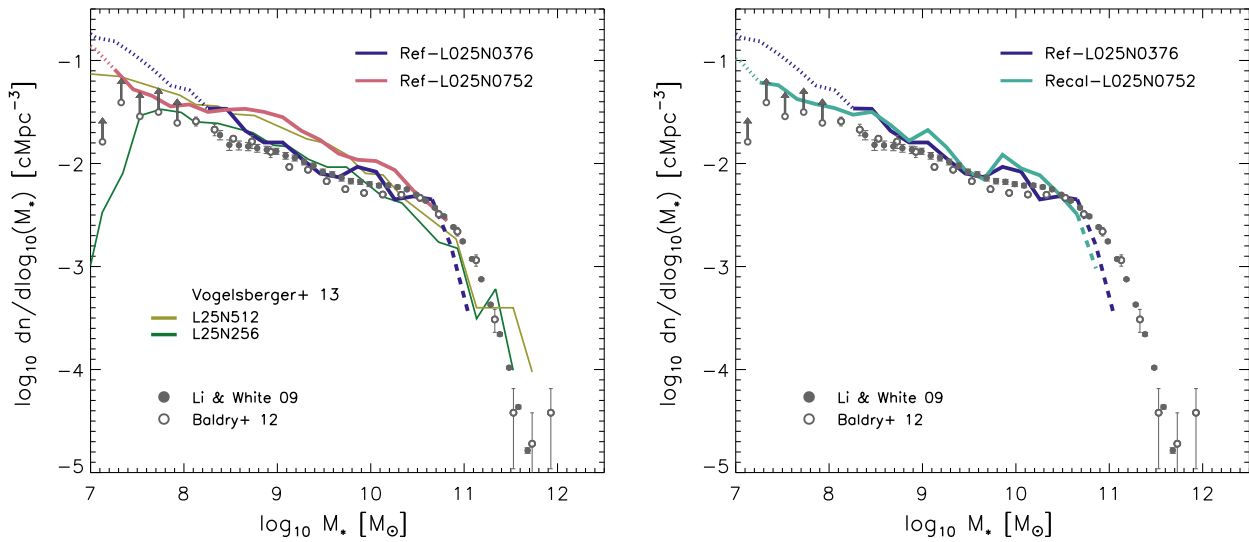 Ref-L025N0376
Ref-L025N0752
Vogelsberger+ 13
L25N512
L25N256
Li & White 09
Baldry+ 12
-1
-2
-3
-4
-5
7 8 9 10 11 12
log₁₀ dn/dlog₁₀(M*) [cMpc⁻³]
log₁₀ M* [M⊙]
Ref-L025N0376
Recal-L025N0752
Li & White 09
Baldry+ 12
-1
-2
-3
-4
-5
7 8 9 10 11 12
log₁₀ dn/dlog₁₀(M*) [cMpc⁻³]
log₁₀ M* [M⊙]